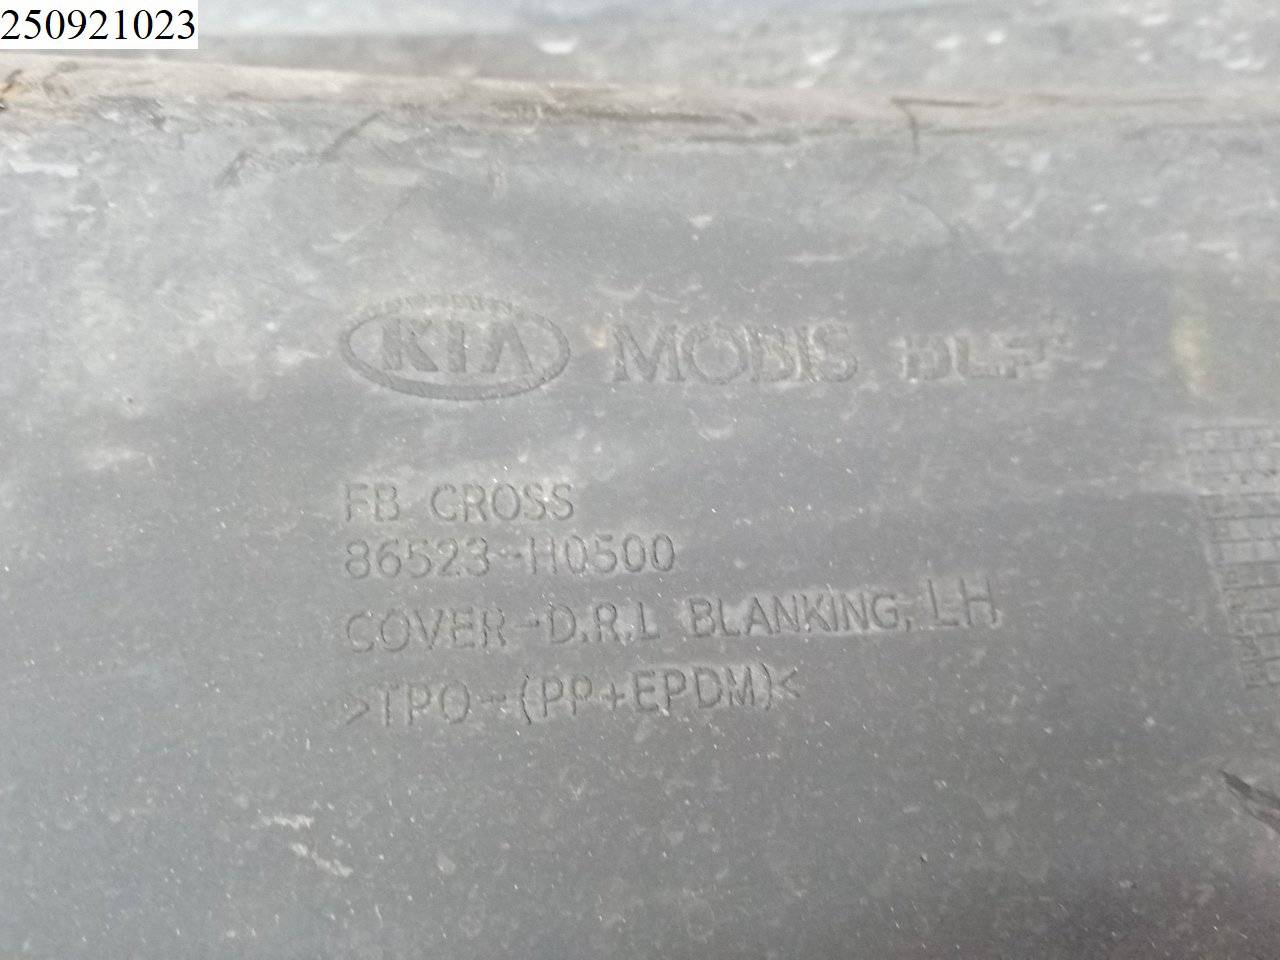 250921023
KIA MOBIS
FB CROSS
86523-H0500
COVER-D.R.L BLANKING, LH
>TPO-(PP+EPDM)<